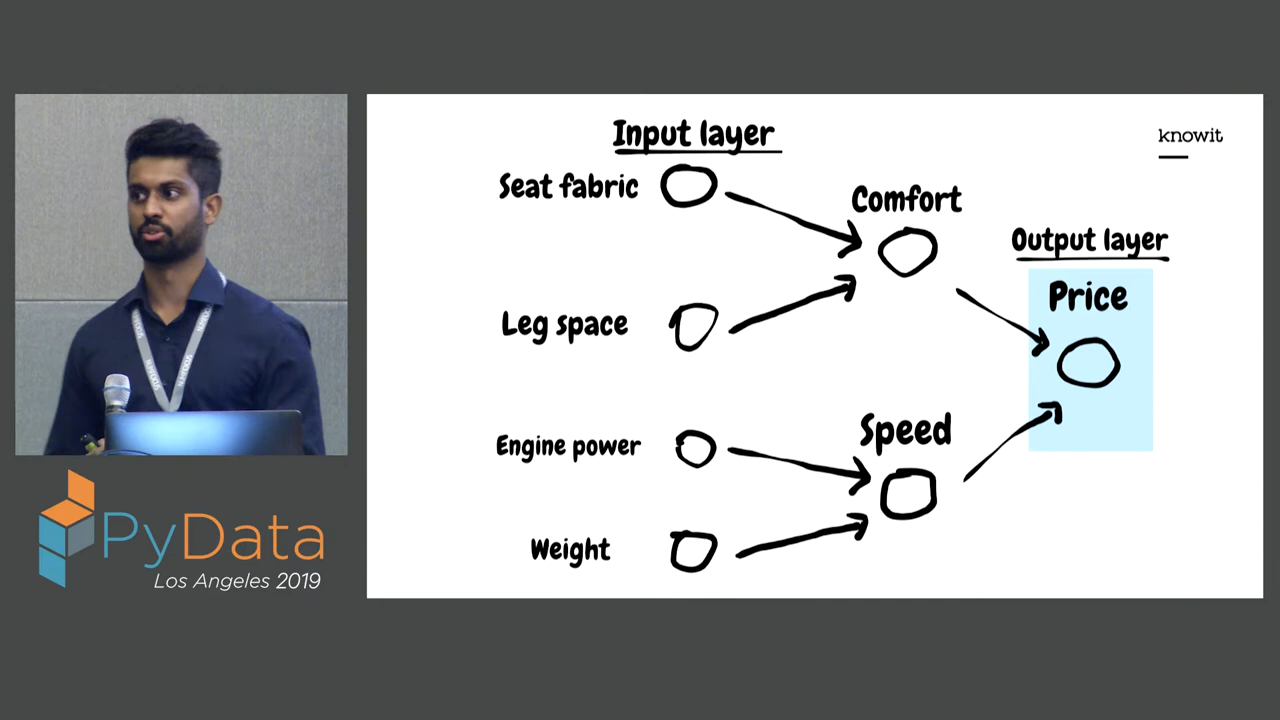 Input layer
knowit
Seat fabric
Comfort
Output layer
Price
Leg space
Speed
Engine power
Weight
PyData
Los Angeles 2019